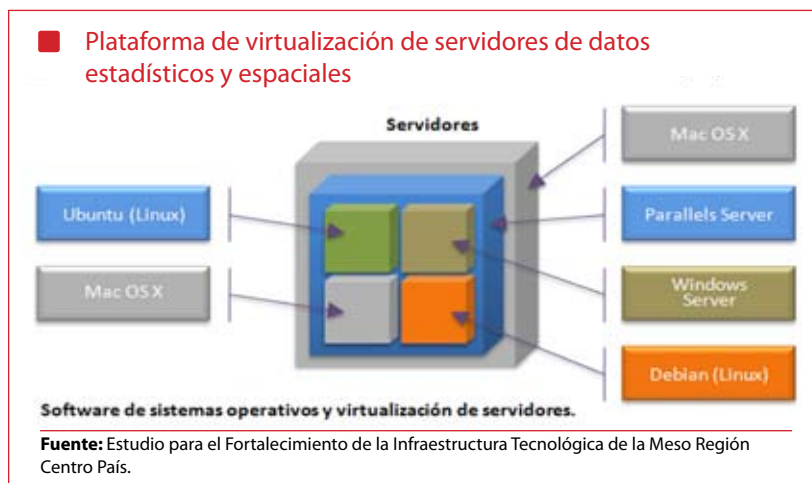 Plataforma de virtualización de servidores de datos
estadísticos y espaciales
Servidores
Mac OS X
Ubuntu (Linux)
Parallels Server
Mac OS X
Windows
Server
Debian (Linux)
Software de sistemas operativos y virtualización de servidores.
Fuente: Estudio para el Fortalecimiento de la Infraestructura Tecnológica de la Meso Región
Centro País.